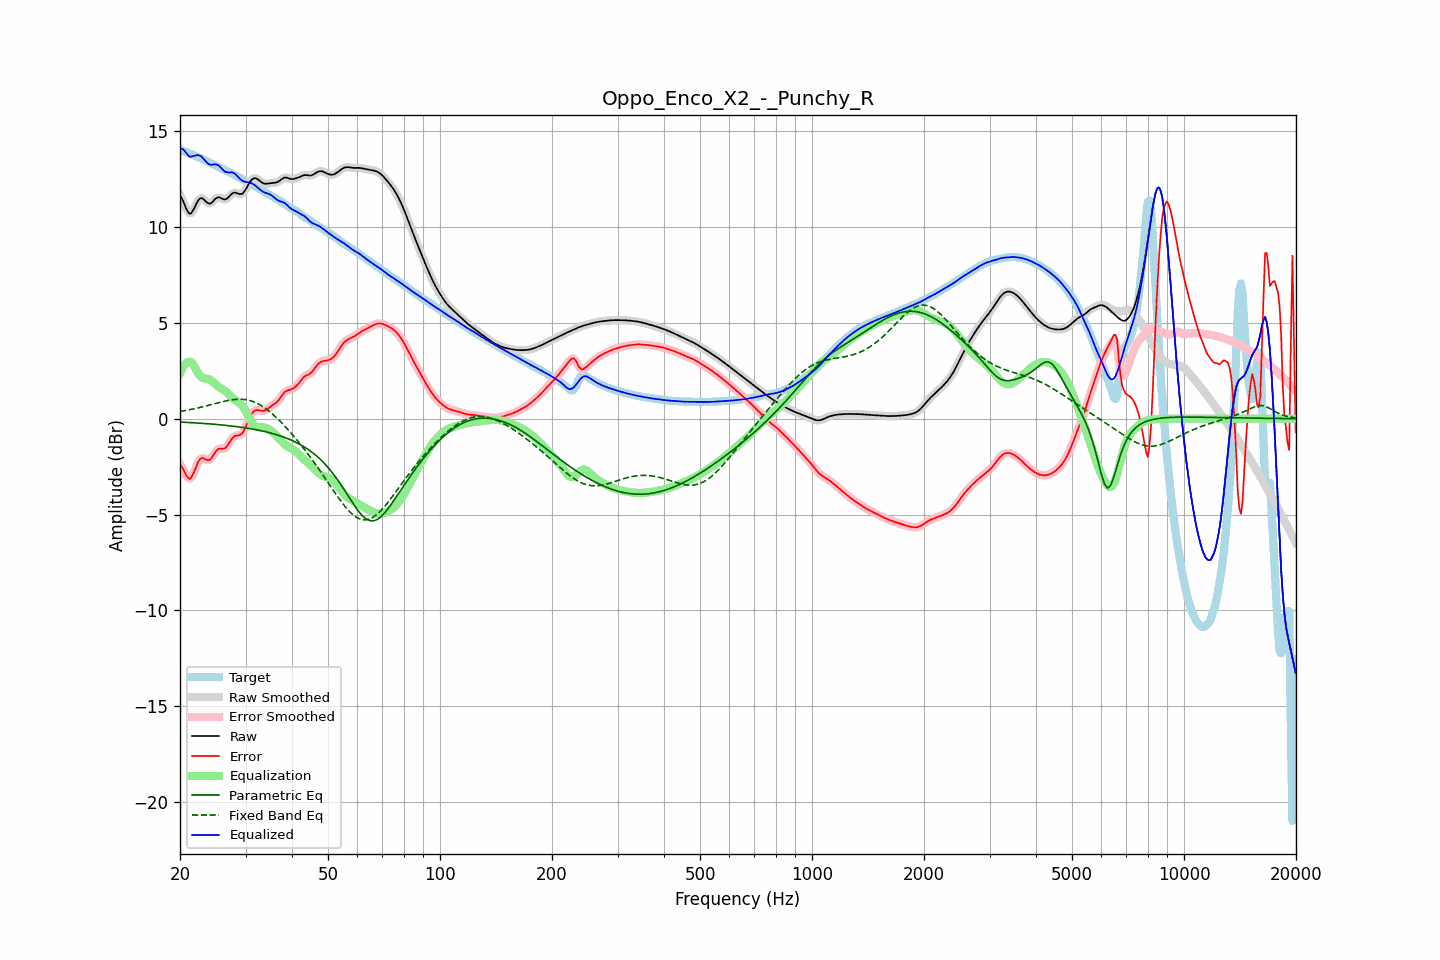 Oppo_Enco_X2_-_Punchy_R
Amplitude (dBr)
15
10
5
0
−5
−10
−15
−20
Target
Raw Smoothed
Error Smoothed
Raw
Error
Equalization
Parametric Eq
Fixed Band Eq
Equalized
20 50 100 200 500 1000 2000 5000 10000 20000
Frequency (Hz)